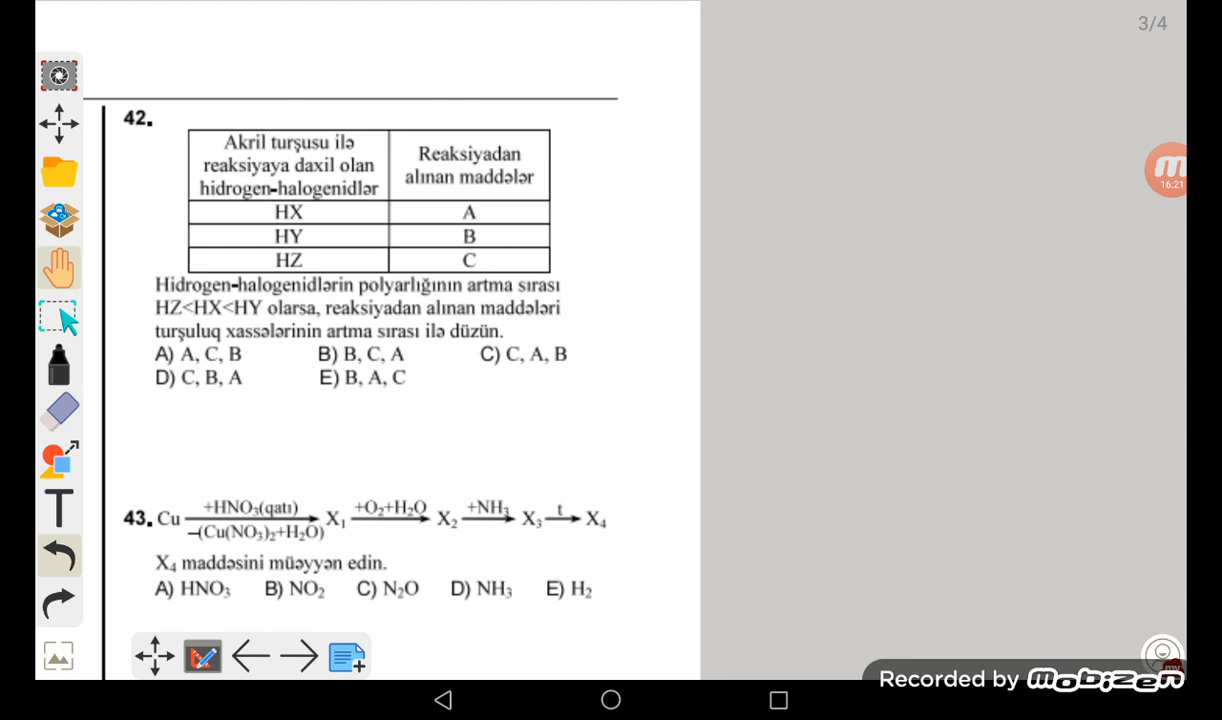 3/4
42.
Akril turşusu ilə reaksiyaya daxil olan hidrogen-halogenidlər | Reaksiyadan alınan maddələr
HX | A
HY | B
HZ | C
Hidrogen-halogenidlərin polyarlığının artma sırası
HZ<HX<HY olarsa, reaksiyadan alınan maddələri
turşuluq xassələrinin artma sırası ilə düzün.
A) A, C, B B) B, C, A C) C, A, B
D) C, B, A E) B, A, C
43. Cu +HNO₃(qatı) −(Cu(NO₃)₂+H₂O) → X₁ +O₂+H₂O → X₂ +NH₃ → X₃ t → X₄
X₄ maddəsini müəyyən edin.
A) HNO₃ B) NO₂ C) N₂O D) NH₃ E) H₂
T
16:21
Recorded by mobizen
my